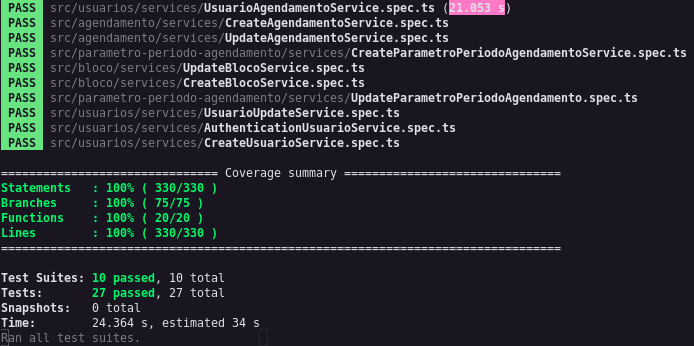 PASS src/usuarios/services/UsuarioAgendamentoService.spec.ts (21.053 s)
PASS src/agendamento/services/CreateAgendamentoService.spec.ts
PASS src/agendamento/services/UpdateAgendamentoService.spec.ts
PASS src/parametro-periodo-agendamento/services/CreateParametroPeriodoAgendamentoService.spec.ts
PASS src/bloco/services/UpdateBlocoService.spec.ts
PASS src/bloco/services/CreateBlocoService.spec.ts
PASS src/parametro-periodo-agendamento/services/UpdateParametroPeriodoAgendamento.spec.ts
PASS src/usuarios/services/UsuarioUpdateService.spec.ts
PASS src/usuarios/services/AuthenticationUsuarioService.spec.ts
PASS src/usuarios/services/CreateUsuarioService.spec.ts
=============================== Coverage summary ===============================
Statements : 100% ( 330/330 )
Branches : 100% ( 75/75 )
Functions : 100% ( 20/20 )
Lines : 100% ( 330/330 )
================================================================================
Test Suites: 10 passed, 10 total
Tests: 27 passed, 27 total
Snapshots: 0 total
Time: 24.364 s, estimated 34 s
Ran all test suites.